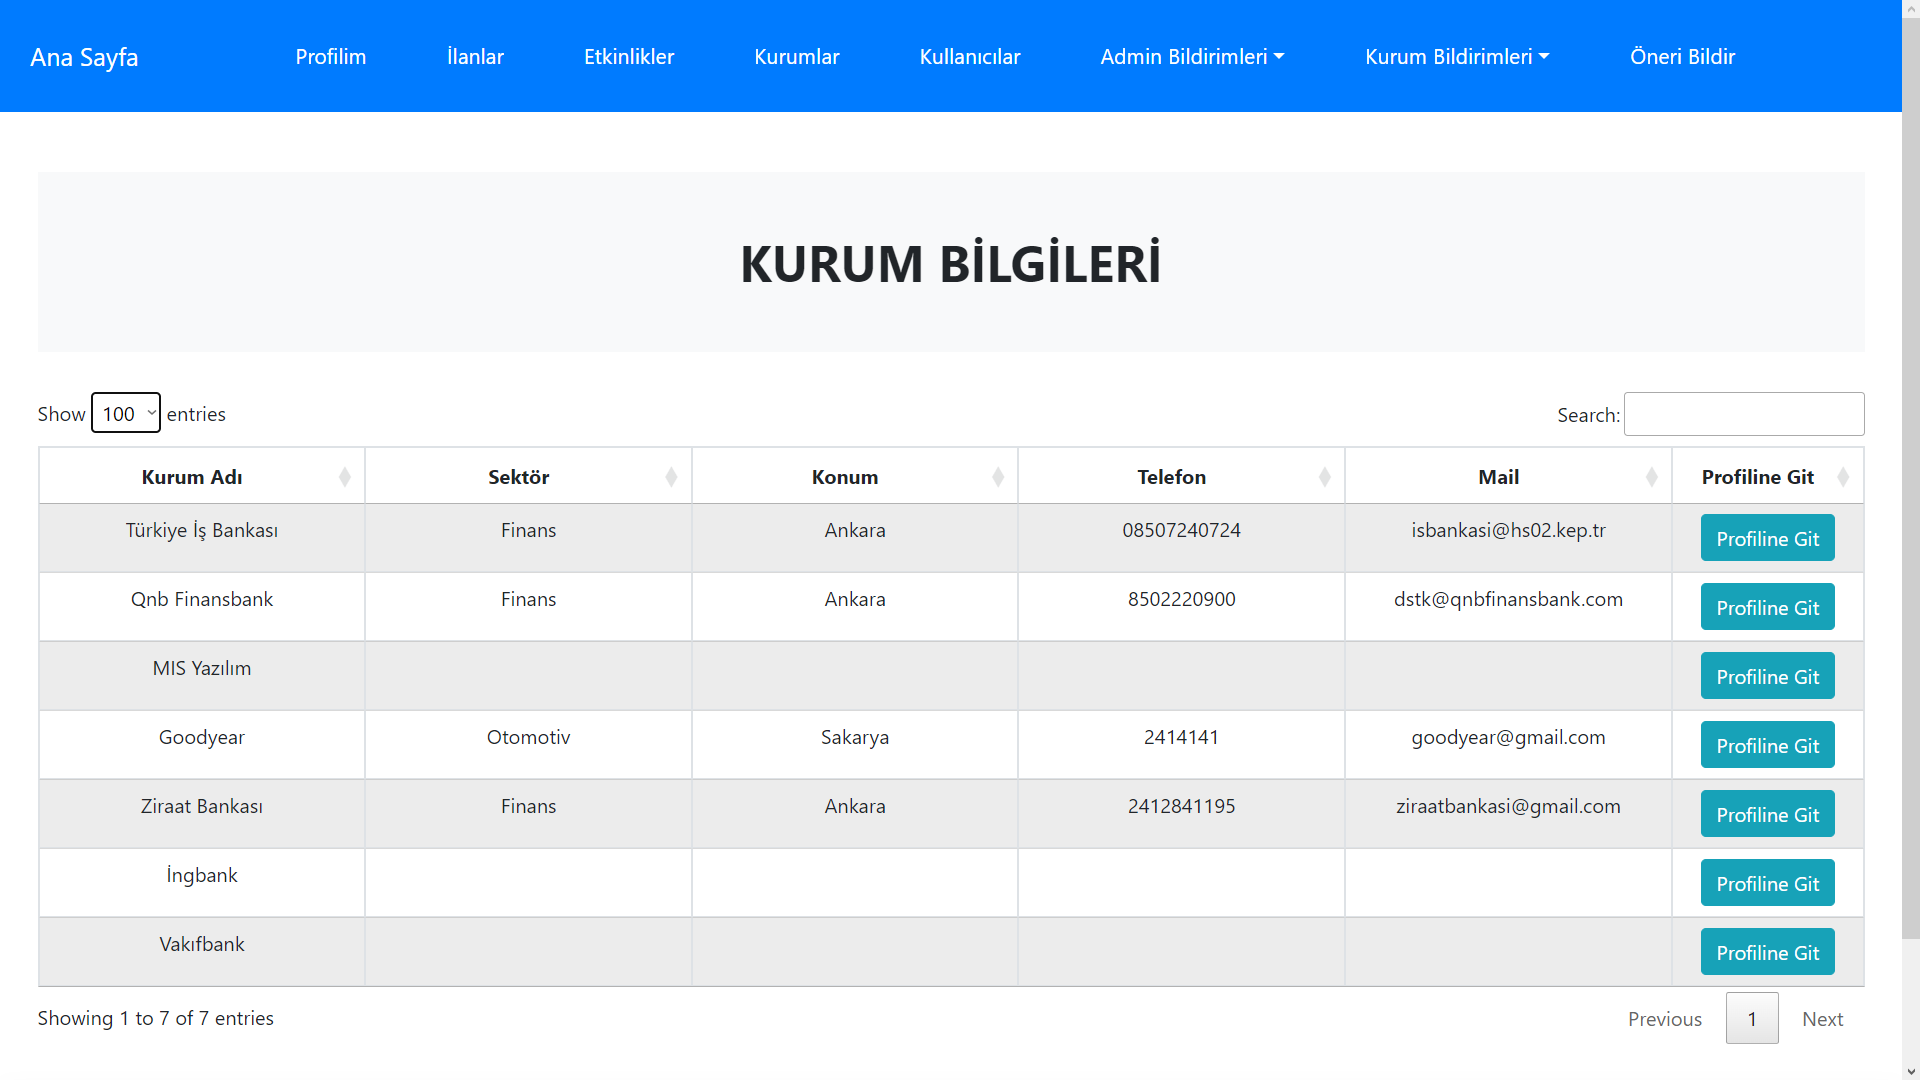 Ana Sayfa Profilim İlanlar Etkinlikler Kurumlar Kullanıcılar Admin Bildirimleri Kurum Bildirimleri Öneri Bildir
KURUM BİLGİLERİ
Show 100 entries Search:
Kurum Adı Sektör Konum Telefon Mail Profiline Git
Türkiye İş Bankası Finans Ankara 08507240724 isbankasi@hs02.kep.tr Profiline Git
Qnb Finansbank Finans Ankara 8502220900 dstk@qnbfinansbank.com Profiline Git
MIS Yazılım Profiline Git
Goodyear Otomotiv Sakarya 2414141 goodyear@gmail.com Profiline Git
Ziraat Bankası Finans Ankara 2412841195 ziraatbankasi@gmail.com Profiline Git
İngbank Profiline Git
Vakıfbank Profiline Git
Showing 1 to 7 of 7 entries Previous 1 Next